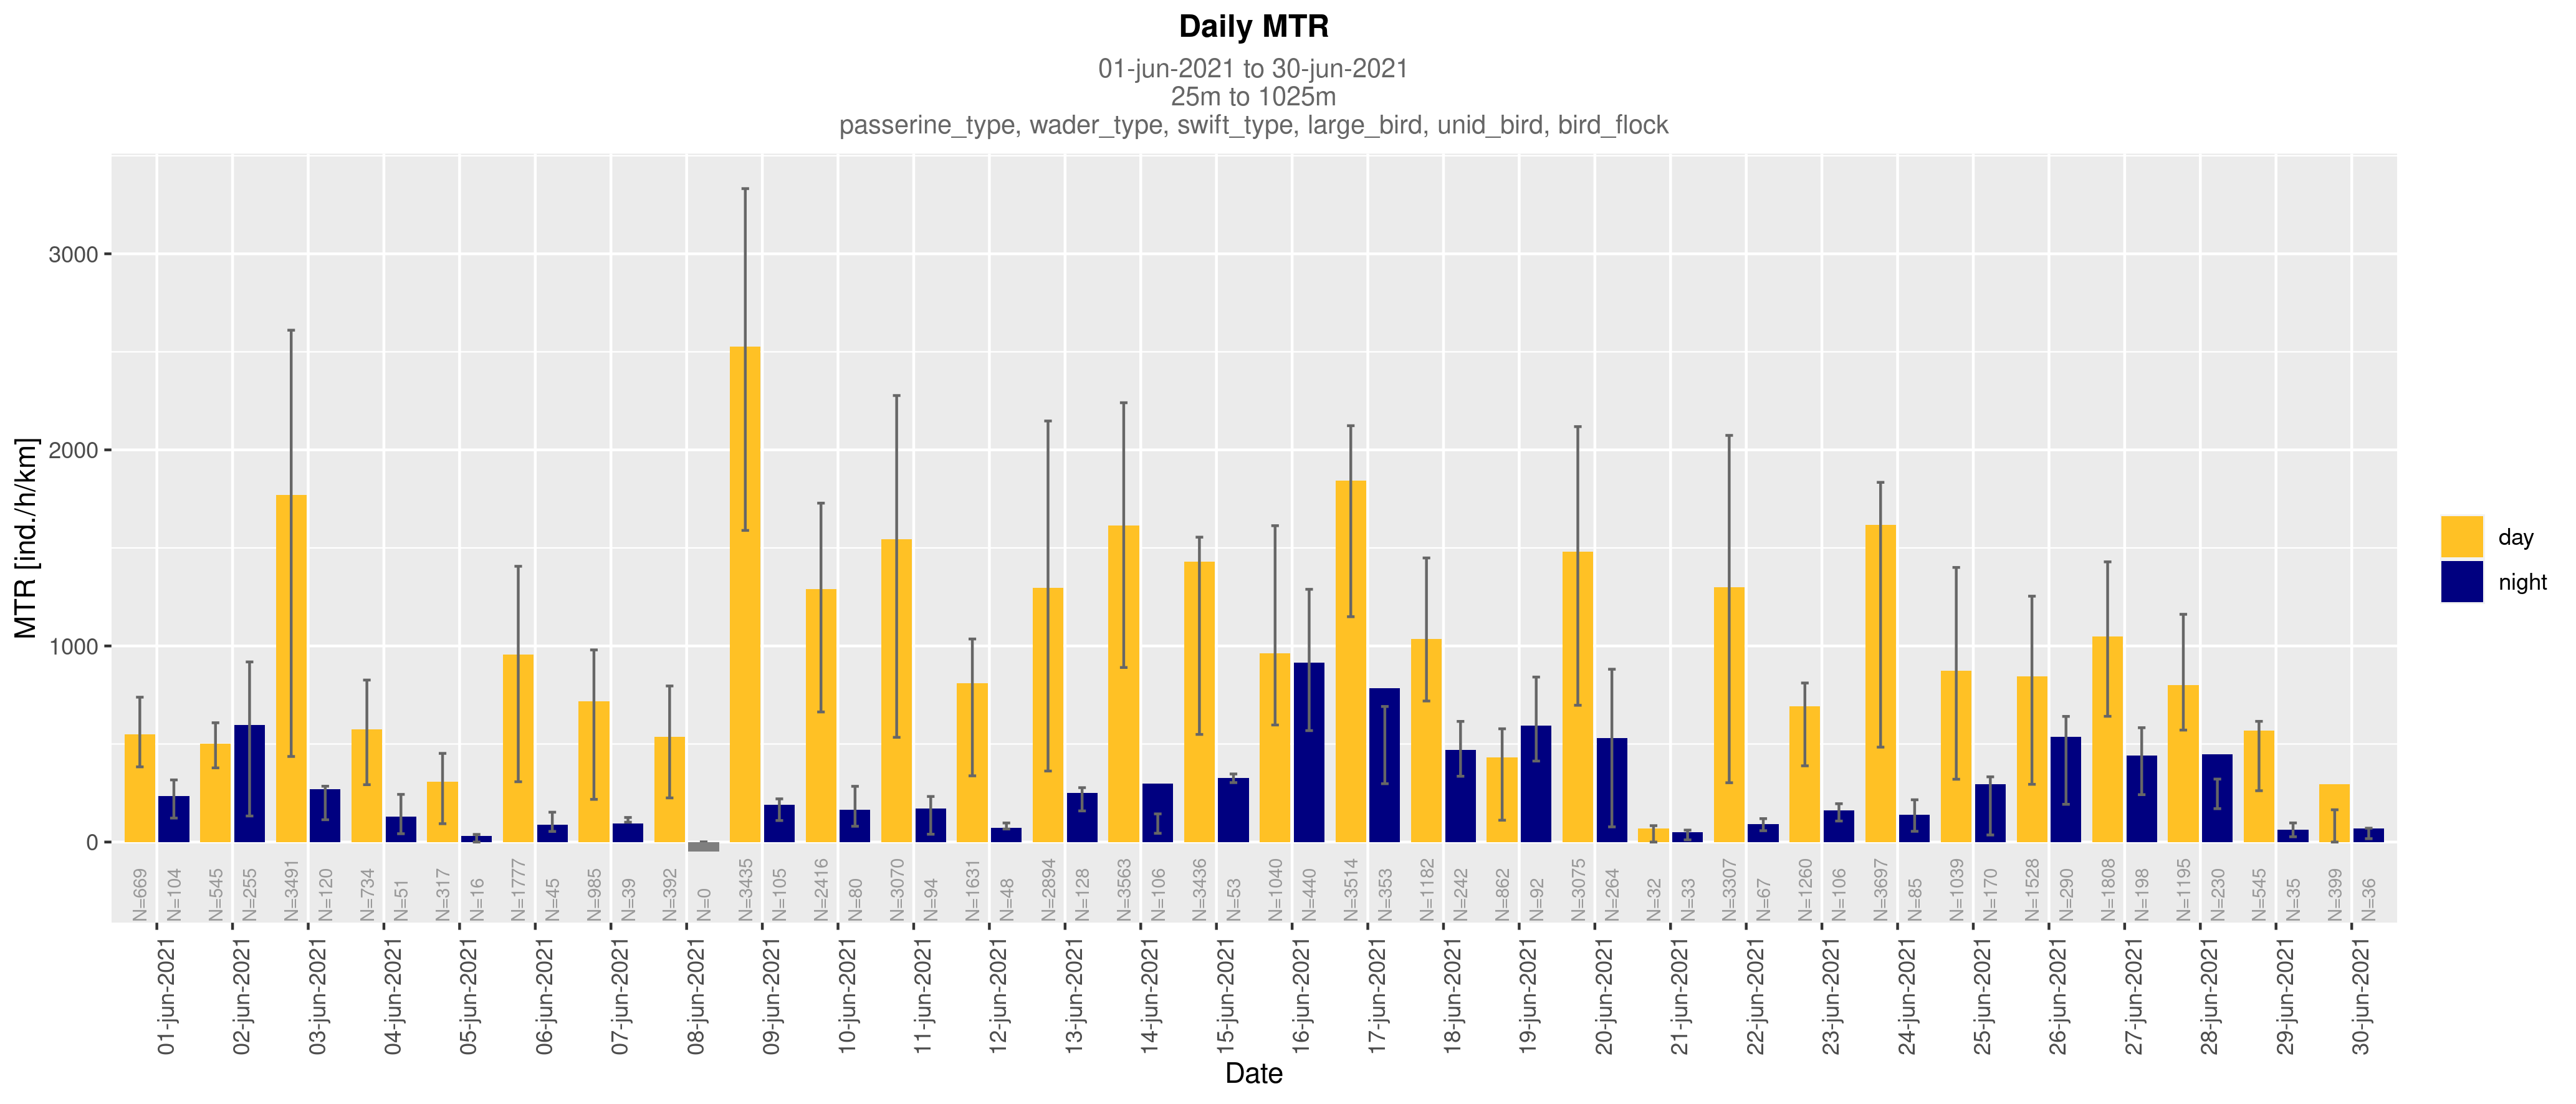 Daily MTR
01-jun-2021 to 30-jun-2021
25m to 1025m
passerine_type, wader_type, swift_type, large_bird, unid_bird, bird_flock
MTR [ind./h/km]
3000
2000
1000
0
day
night
N=669 N=104 N=545 N=255 N=3491 N=120 N=734 N=51 N=317 N=16 N=1777 N=45 N=985 N=39 N=392 N=0 N=3435 N=105 N=2416 N=80 N=3070 N=94 N=1631 N=48 N=2894 N=128 N=3563 N=106 N=3436 N=53 N=1040 N=440 N=3514 N=353 N=1182 N=242 N=862 N=92 N=3075 N=264 N=32 N=33 N=3307 N=67 N=1260 N=106 N=3697 N=85 N=1039 N=170 N=1528 N=290 N=1808 N=198 N=1195 N=230 N=545 N=35 N=399 N=36
01-jun-2021 02-jun-2021 03-jun-2021 04-jun-2021 05-jun-2021 06-jun-2021 07-jun-2021 08-jun-2021 09-jun-2021 10-jun-2021 11-jun-2021 12-jun-2021 13-jun-2021 14-jun-2021 15-jun-2021 16-jun-2021 17-jun-2021 18-jun-2021 19-jun-2021 20-jun-2021 21-jun-2021 22-jun-2021 23-jun-2021 24-jun-2021 25-jun-2021 26-jun-2021 27-jun-2021 28-jun-2021 29-jun-2021 30-jun-2021
Date